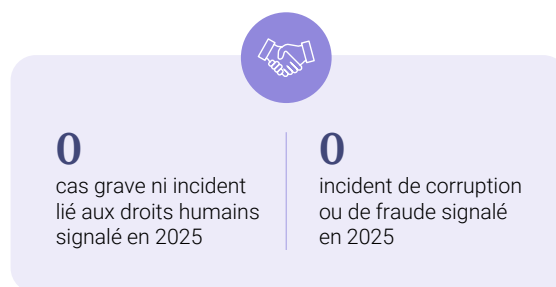 0
cas grave ni incident
lié aux droits humains
signalé en 2025
0
incident de corruption
ou de fraude signalé
en 2025